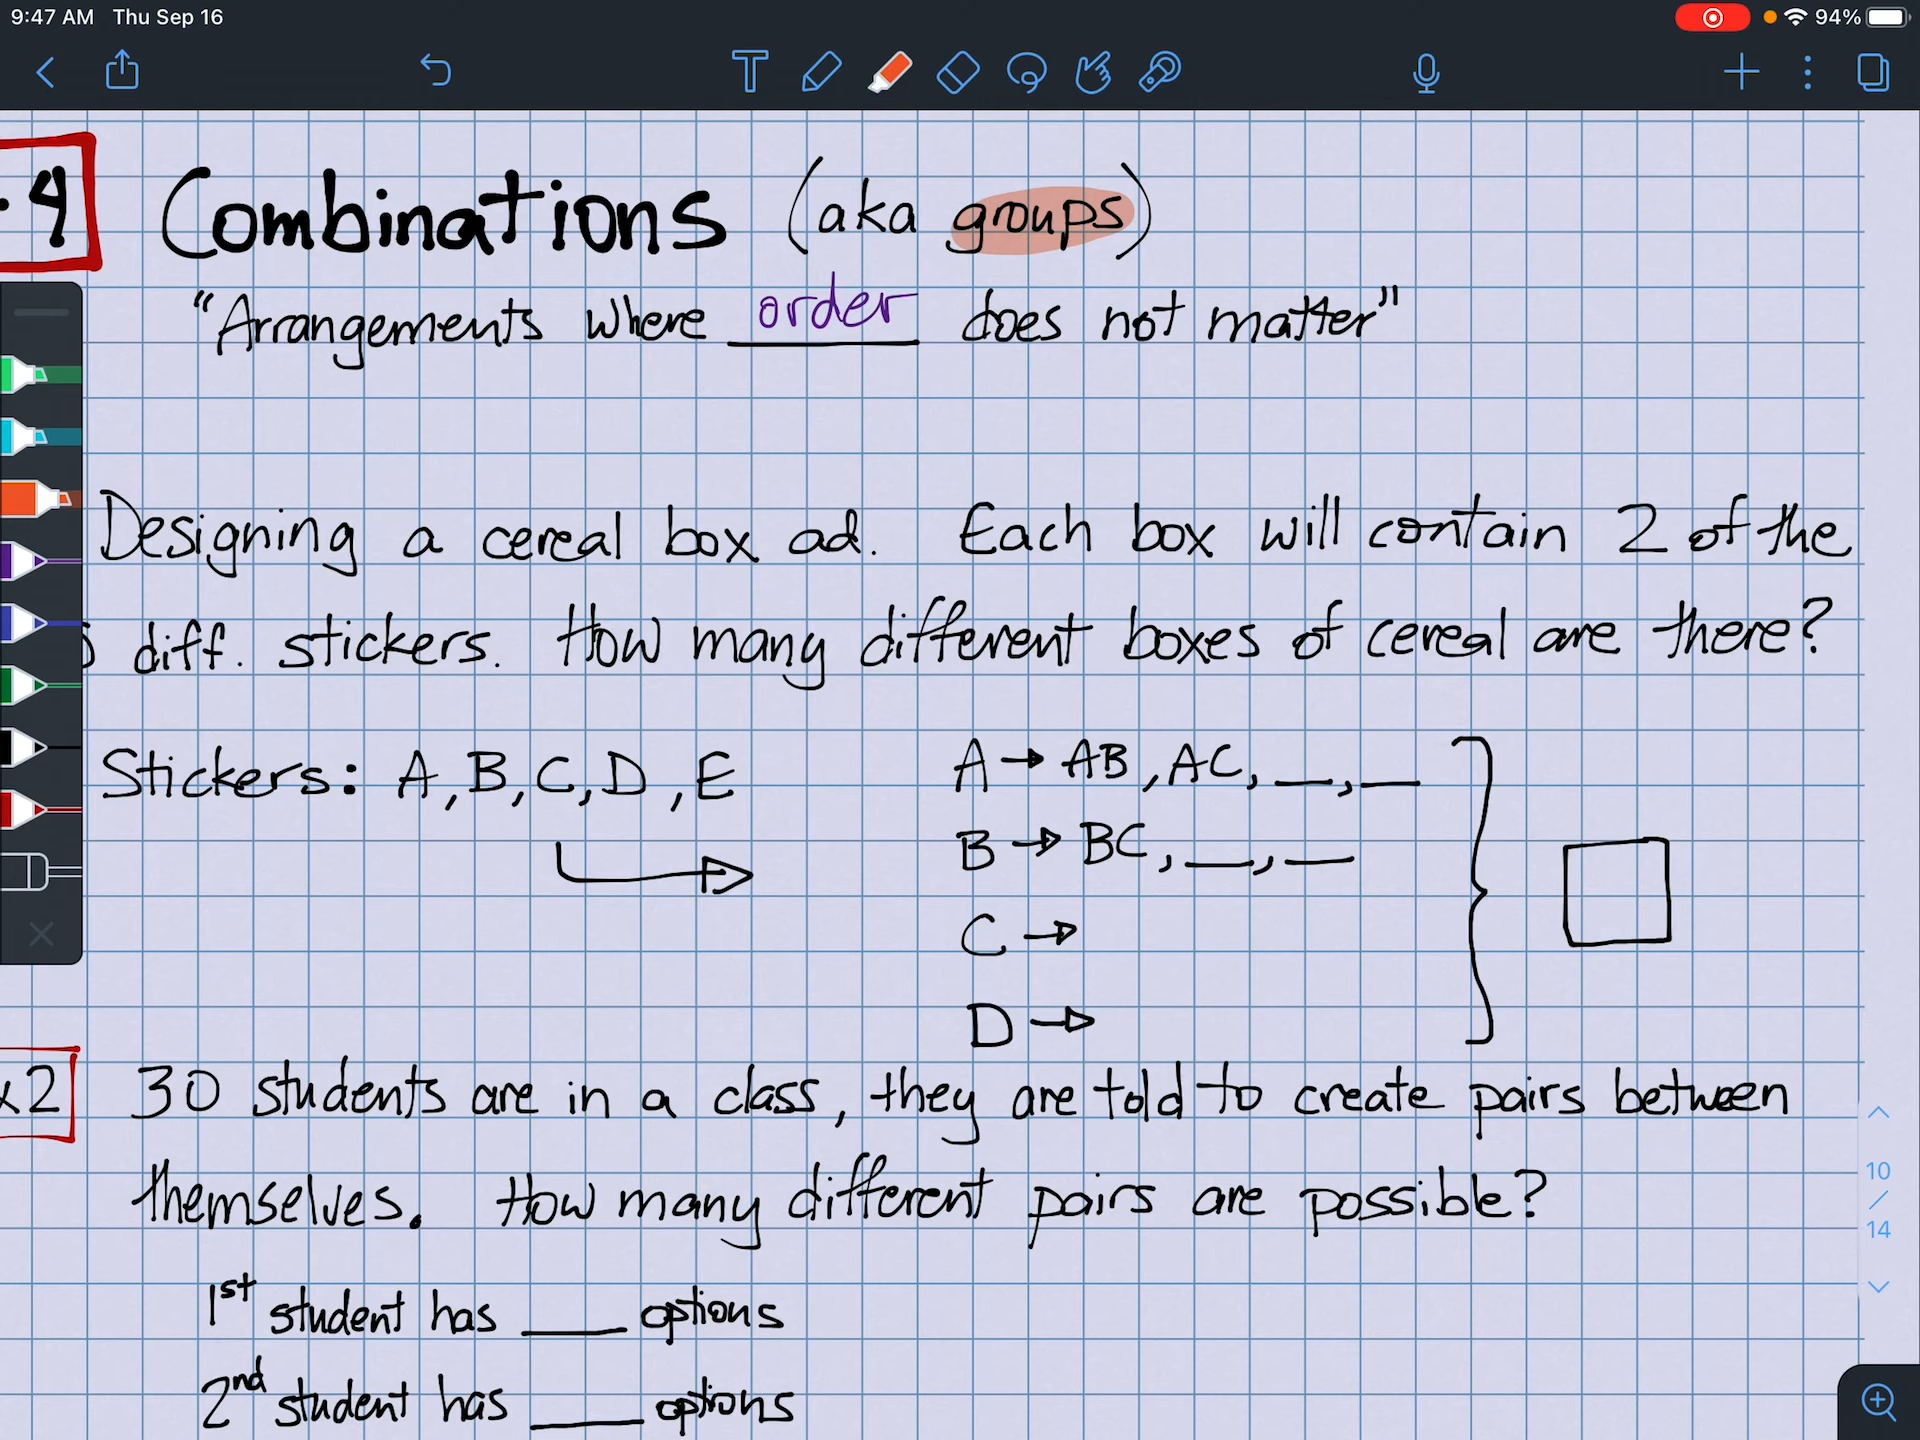 9:47 AM Thu Sep 16
94%
.4 Combinations (aka groups)
"Arrangements where order does not matter"
Designing a cereal box ad. Each box will contain 2 of the
diff. stickers. How many different boxes of cereal are there?
Stickers: A, B, C, D, E
A → AB, AC, __, __
B → BC, __, __
C →
D →
x2 30 students are in a class, they are told to create pairs between
themselves. How many different pairs are possible?
1st student has ____ options
2nd student has ____ options
10
/
14